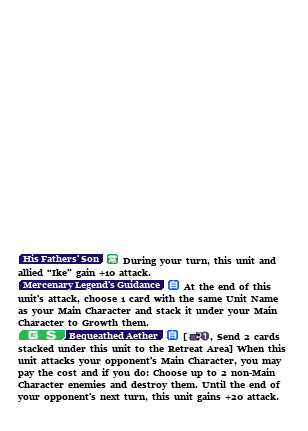 His Fathers' Son During your turn, this unit and
allied "Ike" gain +10 attack.
Mercenary Legend's Guidance At the end of this
unit's attack, choose 1 card with the same Unit Name
as your Main Character and stack it under your Main
Character to Growth them.
G S Bequeathed Aether [1, Send 2 cards
stacked under this unit to the Retreat Area] When this
unit attacks your opponent's Main Character, you may
pay the cost and if you do: Choose up to 2 non-Main
Character enemies and destroy them. Until the end of
your opponent's next turn, this unit gains +20 attack.